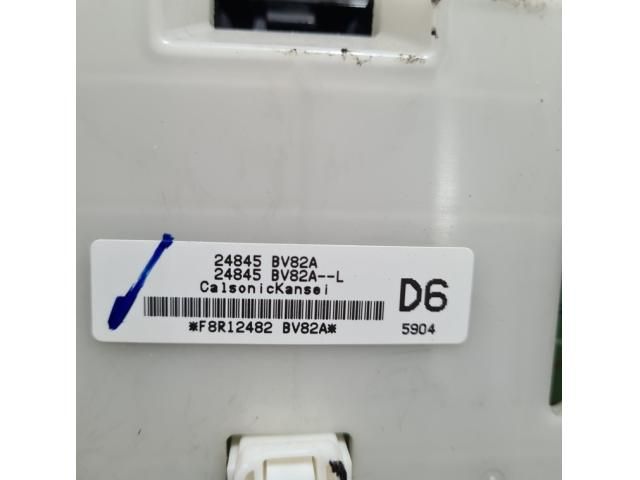 24845 BV82A
24845 BV82A--L
CalsonicKansei
D6
*F8R12482 BV82A*
5904